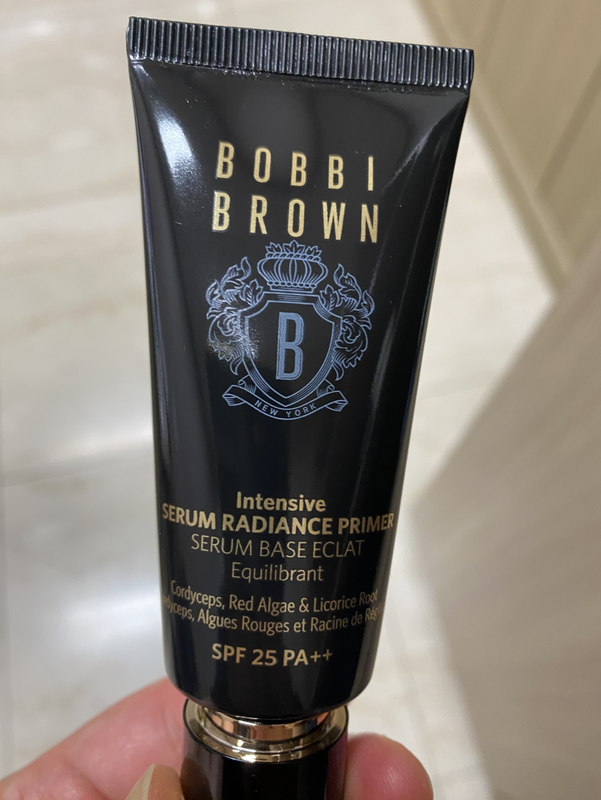 BOBBI
BROWN
B
NEW YORK
Intensive
SERUM RADIANCE PRIMER
SERUM BASE ECLAT
Equilibrant
Cordyceps, Red Algae & Licorice Root
Algues Rouges et Racine de
SPF 25 PA++